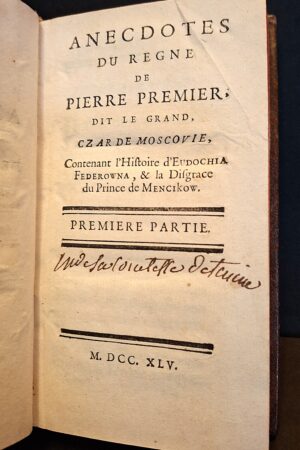 ANECDOTES
DU REGNE
DE
PIERRE PREMIER,
DIT LE GRAND,
CZAR DE MOSCOVIE,
Contenant l'Histoire d'EUDOCHIA
FEDEROWNA, & la Disgrace
du Prince de MENCIKOW.
PREMIERE PARTIE.
M. DCC. XLV.